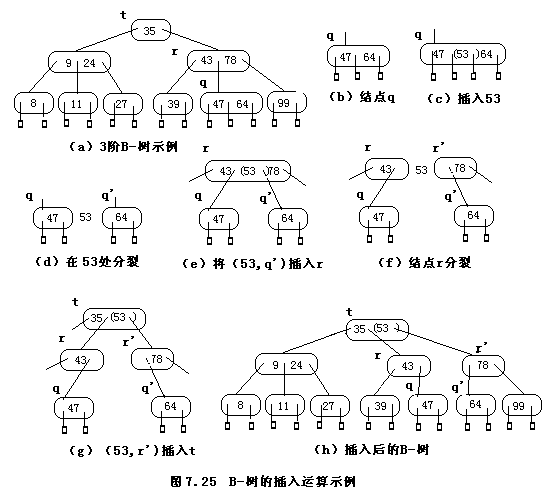 t
35
r
9 24
43 78
q
8
11
27
39
47 64
99
(a)3阶B-树示例
q
47 64
(b)结点q
q
47 (53)64
(c)插入53
q
q'
47
53
64
(d)在53处分裂
r
43 (53 )78
q
q'
47
64
(e)将(53,q')插入r
r
r'
43
53
78
q
q'
47
64
(f)结点r分裂
t
35 (53 )
r
r'
43
78
q
q'
47
64
(g)(53,r')插入t
t
35 (53 )
r
r'
9 24
43
78
q
q'
8
11
27
39
47
64
99
(h)插入后的B-树
图7.25 B-树的插入运算示例